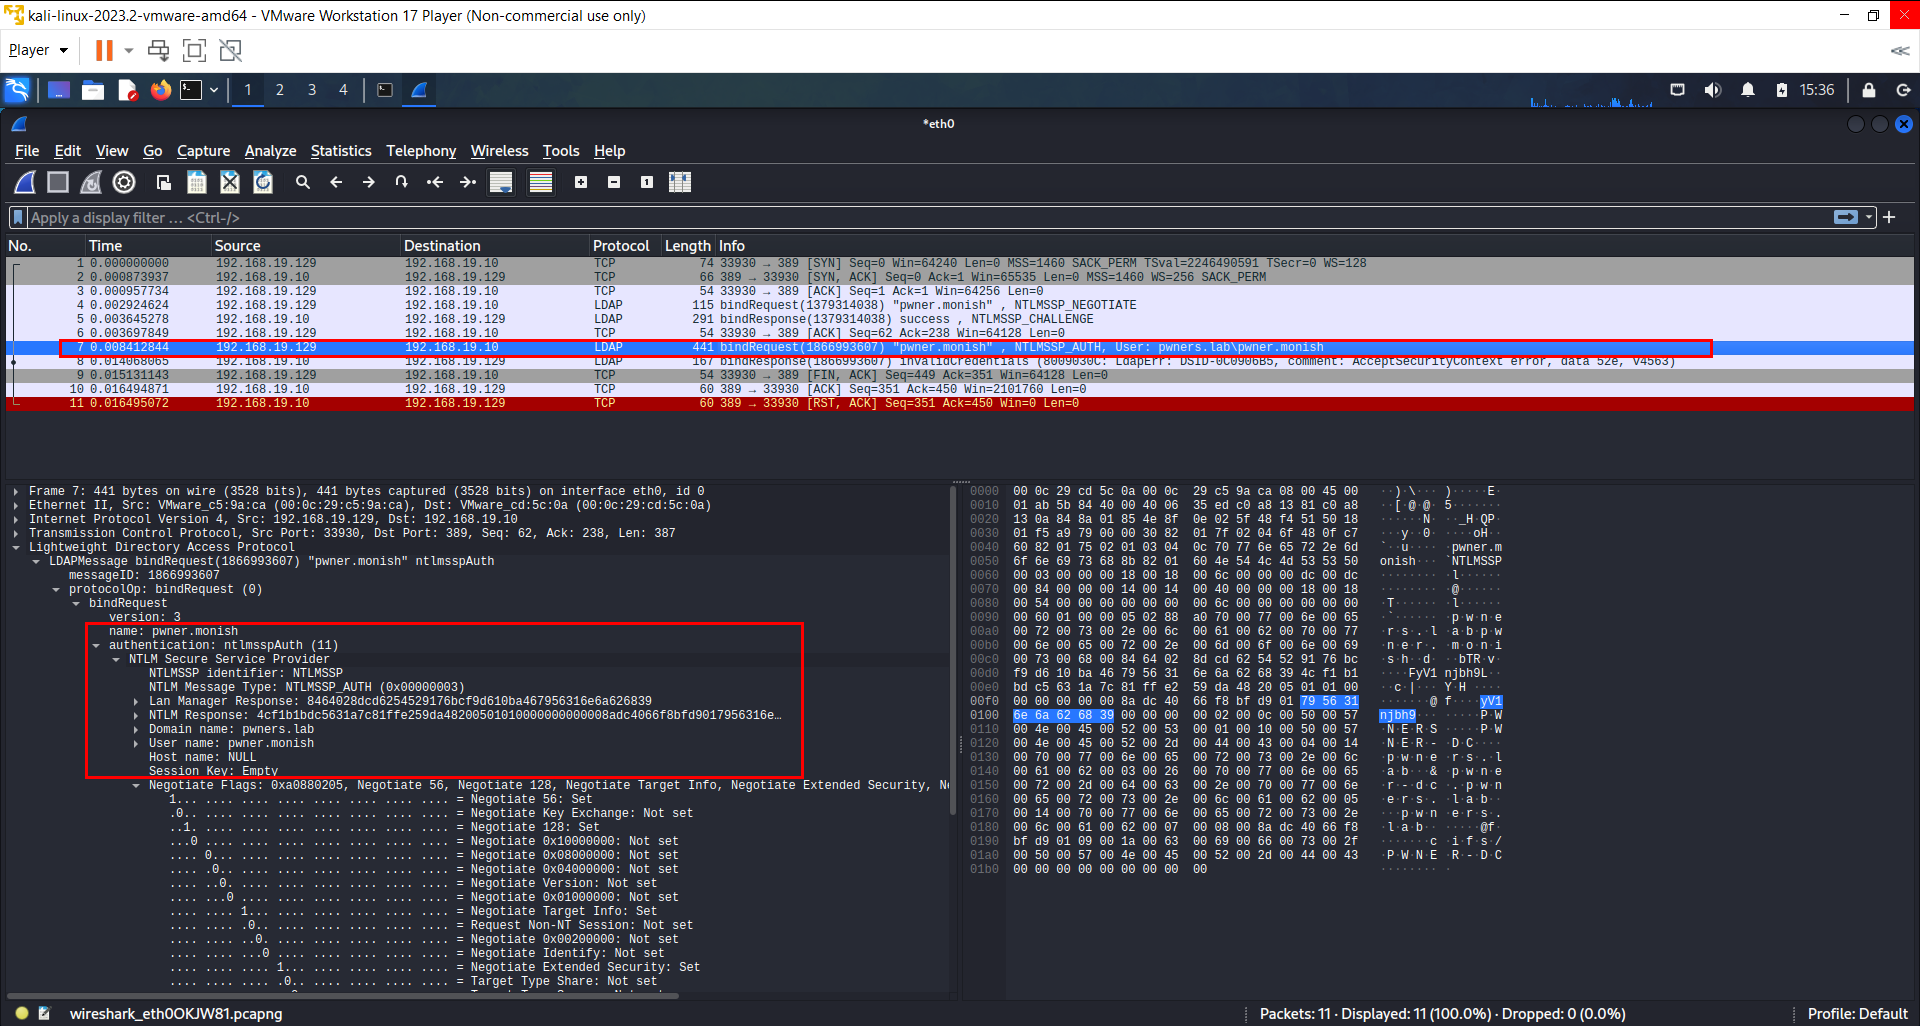 kali-linux-2023.2-vmware-amd64 - VMware Workstation 17 Player (Non-commercial use only)
Player
1 2 3 4
15:36
*eth0
File Edit View Go Capture Analyze Statistics Telephony Wireless Tools Help
Apply a display filter … <Ctrl-/>
No. Time Source Destination Protocol Length Info
1 0.000000000 192.168.19.129 192.168.19.10 TCP 74 33930 → 389 [SYN] Seq=0 Win=64240 Len=0 MSS=1460 SACK_PERM TSval=2246490591 TSecr=0 WS=128
2 0.000873937 192.168.19.10 192.168.19.129 TCP 66 389 → 33930 [SYN, ACK] Seq=0 Ack=1 Win=65535 Len=0 MSS=1460 WS=256 SACK_PERM
3 0.000957734 192.168.19.129 192.168.19.10 TCP 54 33930 → 389 [ACK] Seq=1 Ack=1 Win=64256 Len=0
4 0.002924624 192.168.19.129 192.168.19.10 LDAP 115 bindRequest(1379314038) "pwner.monish" , NTLMSSP_NEGOTIATE
5 0.003645278 192.168.19.10 192.168.19.129 LDAP 291 bindResponse(1379314038) success , NTLMSSP_CHALLENGE
6 0.003697849 192.168.19.129 192.168.19.10 TCP 54 33930 → 389 [ACK] Seq=62 Ack=238 Win=64128 Len=0
7 0.008412844 192.168.19.129 192.168.19.10 LDAP 441 bindRequest(1866993607) "pwner.monish" , NTLMSSP_AUTH, User: pwners.lab\pwner.monish
8 0.014068065 192.168.19.10 192.168.19.129 LDAP 167 bindResponse(1866993607) invalidCredentials (8009030C: LdapErr: DSID-0C0906B5, comment: AcceptSecurityContext error, data 52e, v4563)
9 0.015131143 192.168.19.129 192.168.19.10 TCP 54 33930 → 389 [FIN, ACK] Seq=449 Ack=351 Win=64128 Len=0
10 0.016494871 192.168.19.10 192.168.19.129 TCP 60 389 → 33930 [ACK] Seq=351 Ack=450 Win=2101760 Len=0
11 0.016495072 192.168.19.10 192.168.19.129 TCP 60 389 → 33930 [RST, ACK] Seq=351 Ack=450 Win=0 Len=0
Frame 7: 441 bytes on wire (3528 bits), 441 bytes captured (3528 bits) on interface eth0, id 0
Ethernet II, Src: VMware_c5:9a:ca (00:0c:29:c5:9a:ca), Dst: VMware_cd:5c:0a (00:0c:29:cd:5c:0a)
Internet Protocol Version 4, Src: 192.168.19.129, Dst: 192.168.19.10
Transmission Control Protocol, Src Port: 33930, Dst Port: 389, Seq: 62, Ack: 238, Len: 387
Lightweight Directory Access Protocol
LDAPMessage bindRequest(1866993607) "pwner.monish" ntlmsspAuth
messageID: 1866993607
protocolOp: bindRequest (0)
bindRequest
version: 3
name: pwner.monish
authentication: ntlmsspAuth (11)
NTLM Secure Service Provider
NTLMSSP identifier: NTLMSSP
NTLM Message Type: NTLMSSP_AUTH (0x00000003)
Lan Manager Response: 8464028dcd6254529176bcf9d610ba467956316e6a626839
NTLM Response: 4cf1b1bdc5631a7c81ffe259da4820050101000000000000008adc4066f8bfd9017956316e…
Domain name: pwners.lab
User name: pwner.monish
Host name: NULL
Session Key: Empty
Negotiate Flags: 0xa0880205, Negotiate 56, Negotiate 128, Negotiate Target Info, Negotiate Extended Security, Ne
1... .... .... .... .... .... .... .... = Negotiate 56: Set
.0.. .... .... .... .... .... .... .... = Negotiate Key Exchange: Not set
..1. .... .... .... .... .... .... .... = Negotiate 128: Set
...0 .... .... .... .... .... .... .... = Negotiate 0x10000000: Not set
.... 0... .... .... .... .... .... .... = Negotiate 0x08000000: Not set
.... .0.. .... .... .... .... .... .... = Negotiate 0x04000000: Not set
.... ..0. .... .... .... .... .... .... = Negotiate Version: Not set
.... ...0 .... .... .... .... .... .... = Negotiate 0x01000000: Not set
.... .... 1... .... .... .... .... .... = Negotiate Target Info: Set
.... .... .0.. .... .... .... .... .... = Request Non-NT Session: Not set
.... .... ..0. .... .... .... .... .... = Negotiate 0x00200000: Not set
.... .... ...0 .... .... .... .... .... = Negotiate Identify: Not set
.... .... .... 1... .... .... .... .... = Negotiate Extended Security: Set
.... .... .... .0.. .... .... .... .... = Target Type Share: Not set
0000 00 0c 29 cd 5c 0a 00 0c 29 c5 9a ca 08 00 45 00
0010 01 ab 5b 84 40 00 40 06 35 ed c0 a8 13 81 c0 a8
0020 13 0a 84 8a 01 85 4e 8f 0e 02 5f 48 f4 51 50 18
0030 01 f5 a9 79 00 00 30 82 01 7f 02 04 6f 48 0f c7
0040 60 82 01 75 02 01 03 04 0c 70 77 6e 65 72 2e 6d
0050 6f 6e 69 73 68 8b 82 01 60 4e 54 4c 4d 53 53 50
0060 00 03 00 00 00 18 00 18 00 6c 00 00 00 dc 00 dc
0070 00 84 00 00 00 14 00 14 00 40 00 00 00 18 00 18
0080 00 54 00 00 00 00 00 00 00 6c 00 00 00 00 00 00
0090 00 60 01 00 00 05 02 88 a0 70 00 77 00 6e 00 65
00a0 00 72 00 73 00 2e 00 6c 00 61 00 62 00 70 00 77
00b0 00 6e 00 65 00 72 00 2e 00 6d 00 6f 00 6e 00 69
00c0 00 73 00 68 00 84 64 02 8d cd 62 54 52 91 76 bc
00d0 f9 d6 10 ba 46 79 56 31 6e 6a 62 68 39 4c f1 b1
00e0 bd c5 63 1a 7c 81 ff e2 59 da 48 20 05 01 01 00
00f0 00 00 00 00 00 8a dc 40 66 f8 bf d9 01 79 56 31
0100 6e 6a 62 68 39 00 00 00 00 02 00 0c 00 50 00 57
0110 00 4e 00 45 00 52 00 53 00 01 00 10 00 50 00 57
0120 00 4e 00 45 00 52 00 2d 00 44 00 43 00 04 00 14
0130 00 70 00 77 00 6e 00 65 00 72 00 73 00 2e 00 6c
0140 00 61 00 62 00 03 00 26 00 70 00 77 00 6e 00 65
0150 00 72 00 2d 00 64 00 63 00 2e 00 70 00 77 00 6e
0160 00 65 00 72 00 73 00 2e 00 6c 00 61 00 62 00 05
0170 00 14 00 70 00 77 00 6e 00 65 00 72 00 73 00 2e
0180 00 6c 00 61 00 62 00 07 00 08 00 8a dc 40 66 f8
0190 bf d9 01 09 00 1a 00 63 00 69 00 66 00 73 00 2f
01a0 00 50 00 57 00 4e 00 45 00 52 00 2d 00 44 00 43
01b0 00 00 00 00 00 00 00 00 00
wireshark_eth0OKJW81.pcapng
Packets: 11 · Displayed: 11 (100.0%) · Dropped: 0 (0.0%)
Profile: Default